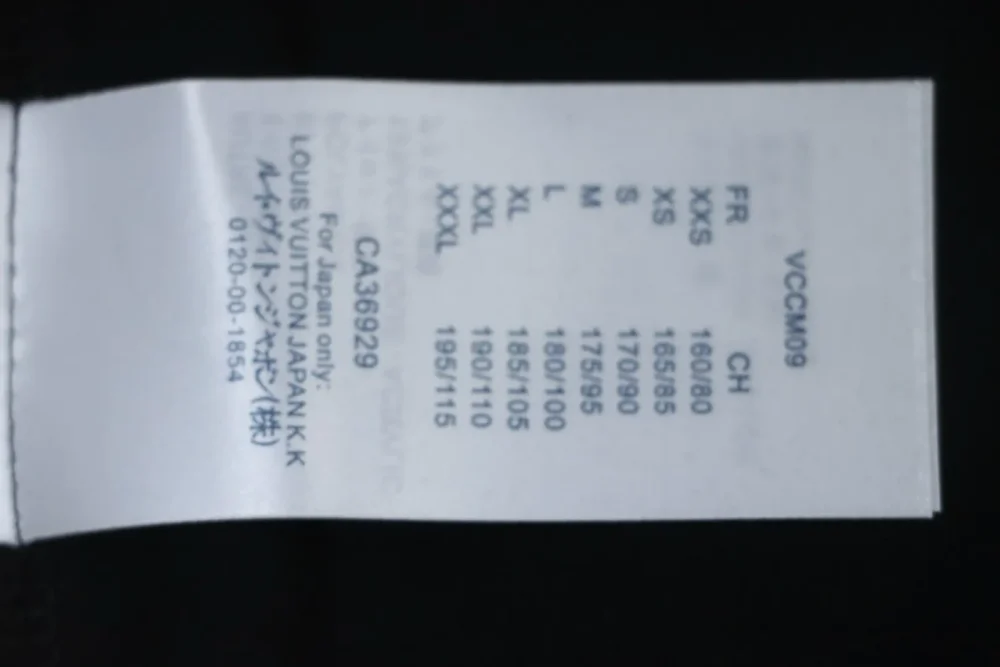 VCCM09
FR CH
XXS 160/80
XS 165/85
S 170/90
M 175/95
L 180/100
XL 185/105
XXL 190/110
XXXL 195/115
CA36929
For Japan only:
LOUIS VUITTON JAPAN K.K
ルイ・ヴィトンジャポン(株)
0120-00-1854